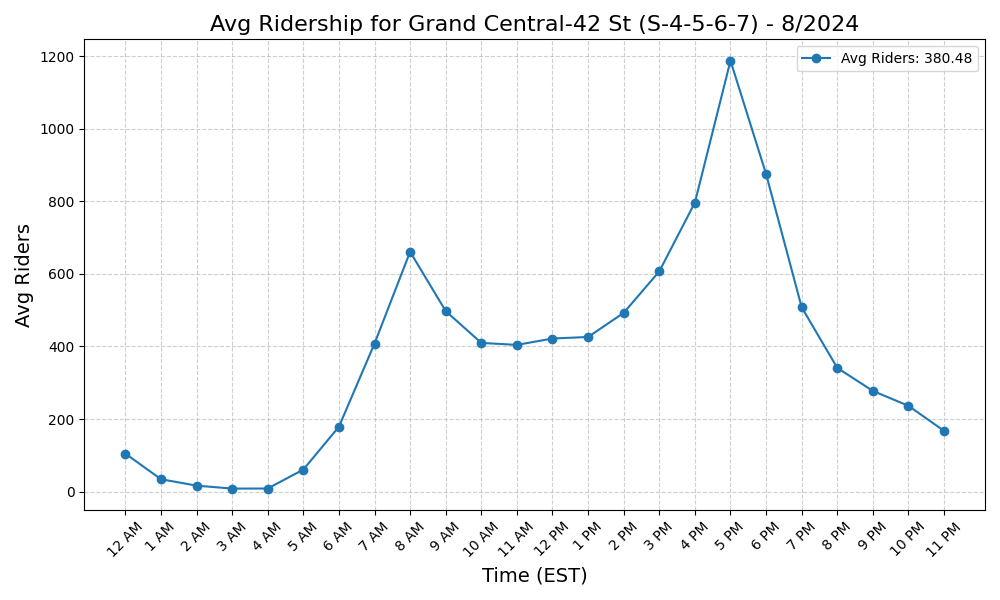 Avg Ridership for Grand Central-42 St (S-4-5-6-7) - 8/2024
Avg Riders: 380.48
Avg Riders
1200
1000
800
600
400
200
0
12 AM
1 AM
2 AM
3 AM
4 AM
5 AM
6 AM
7 AM
8 AM
9 AM
10 AM
11 AM
12 PM
1 PM
2 PM
3 PM
4 PM
5 PM
6 PM
7 PM
8 PM
9 PM
10 PM
11 PM
Time (EST)